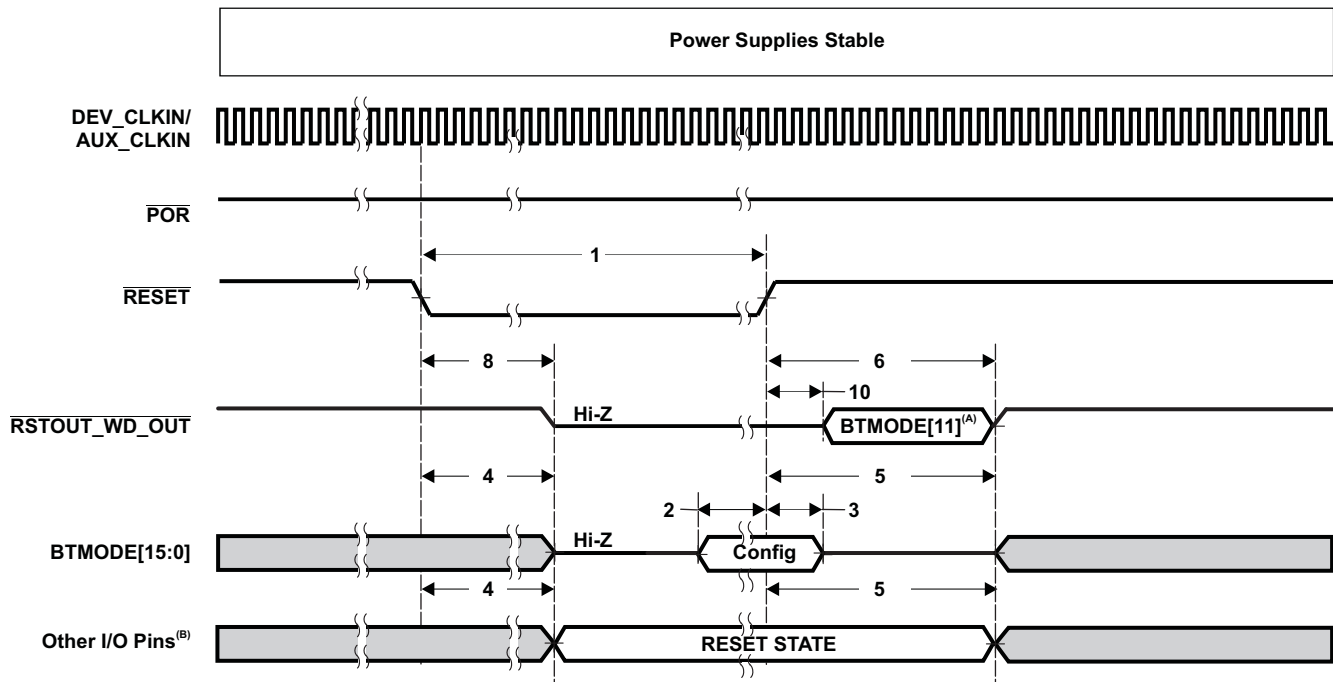 Power Supplies Stable
DEV_CLKIN/
AUX_CLKIN
POR
1
RESET
8
6
10
RSTOUT_WD_OUT
Hi-Z
BTMODE[11](A)
4
5
2
3
BTMODE[15:0]
Hi-Z
Config
4
5
Other I/O Pins(B)
RESET STATE